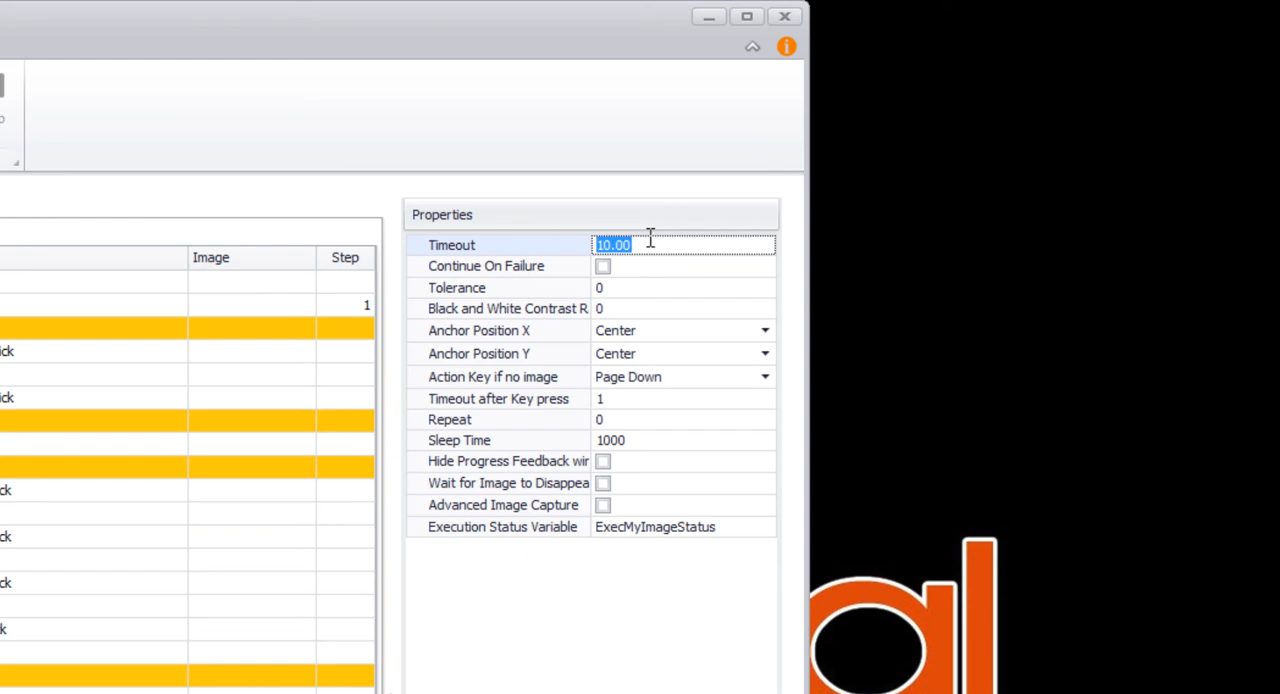 Properties
Timeout 10.00
Image Step
Continue On Failure
Tolerance 0
1
Black and White Contrast R 0
Anchor Position X Center
ick
Anchor Position Y Center
Action Key if no image Page Down
ick
Timeout after Key press 1
Repeat 0
Sleep Time 1000
Hide Progress Feedback wir
Wait for Image to Disappea
ck
Advanced Image Capture
Execution Status Variable ExecMyImageStatus
ck
ck
k
al